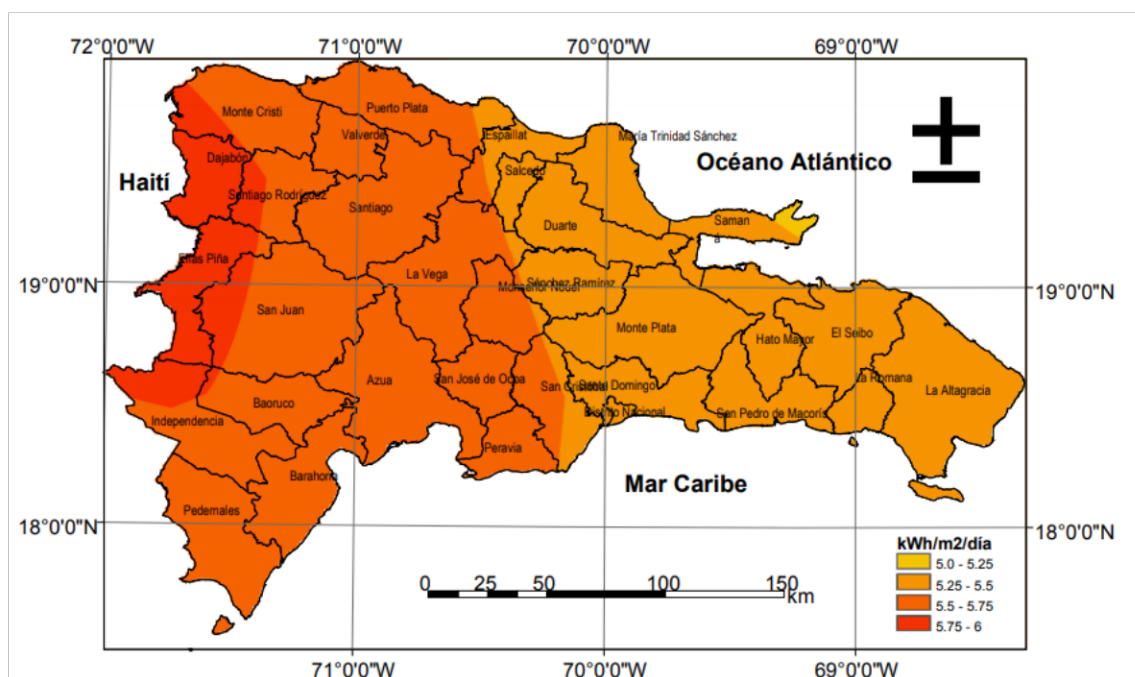 72°0'0"W
71°0'0"W
70°0'0"W
69°0'0"W
Monte Cristi
Puerto Plata
Valverde
Espaillat
María Trinidad Sánchez
Océano Atlántico
Haití
Dajabón
Santiago Rodríguez
Santiago
Salcedo
Duarte
Saman
á
Elías Piña
La Vega
Monseñor Nouel
Sánchez Ramírez
19°0'0"N
19°0'0"N
San Juan
Monte Plata
Hato Mayor
El Seibo
Azua
San José de Ocoa
San Cristóbal
Santo Domingo
La Romana
La Altagracia
Baoruco
Independencia
Distrito Nacional
San Pedro de Macorís
Peravia
Barahona
Mar Caribe
Pedernales
18°0'0"N
18°0'0"N
kWh/m2/día
5.0 - 5.25
5.25 - 5.5
5.5 - 5.75
5.75 - 6
0 25 50 100 150
km
71°0'0"W
70°0'0"W
69°0'0"W